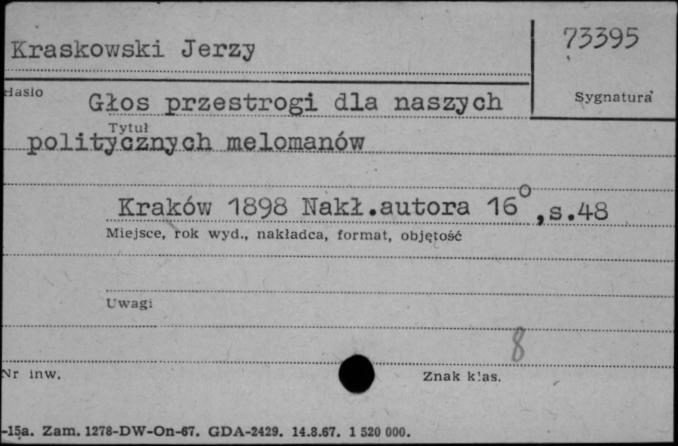 Kraskowski Jerzy
73395
Hasło
Sygnatura
Głos przestrogi dla naszych
Tytuł
politycznych melomanów
Kraków 1898 Nakł.autora 16°,s.48
Miejsce, rok wyd., nakładca, format, objętość
Uwagi
8
Nr inw.
Znak klas.
-15a. Zam. 1278-DW-On-67. GDA-2429. 14.8.67. 1 520 000.